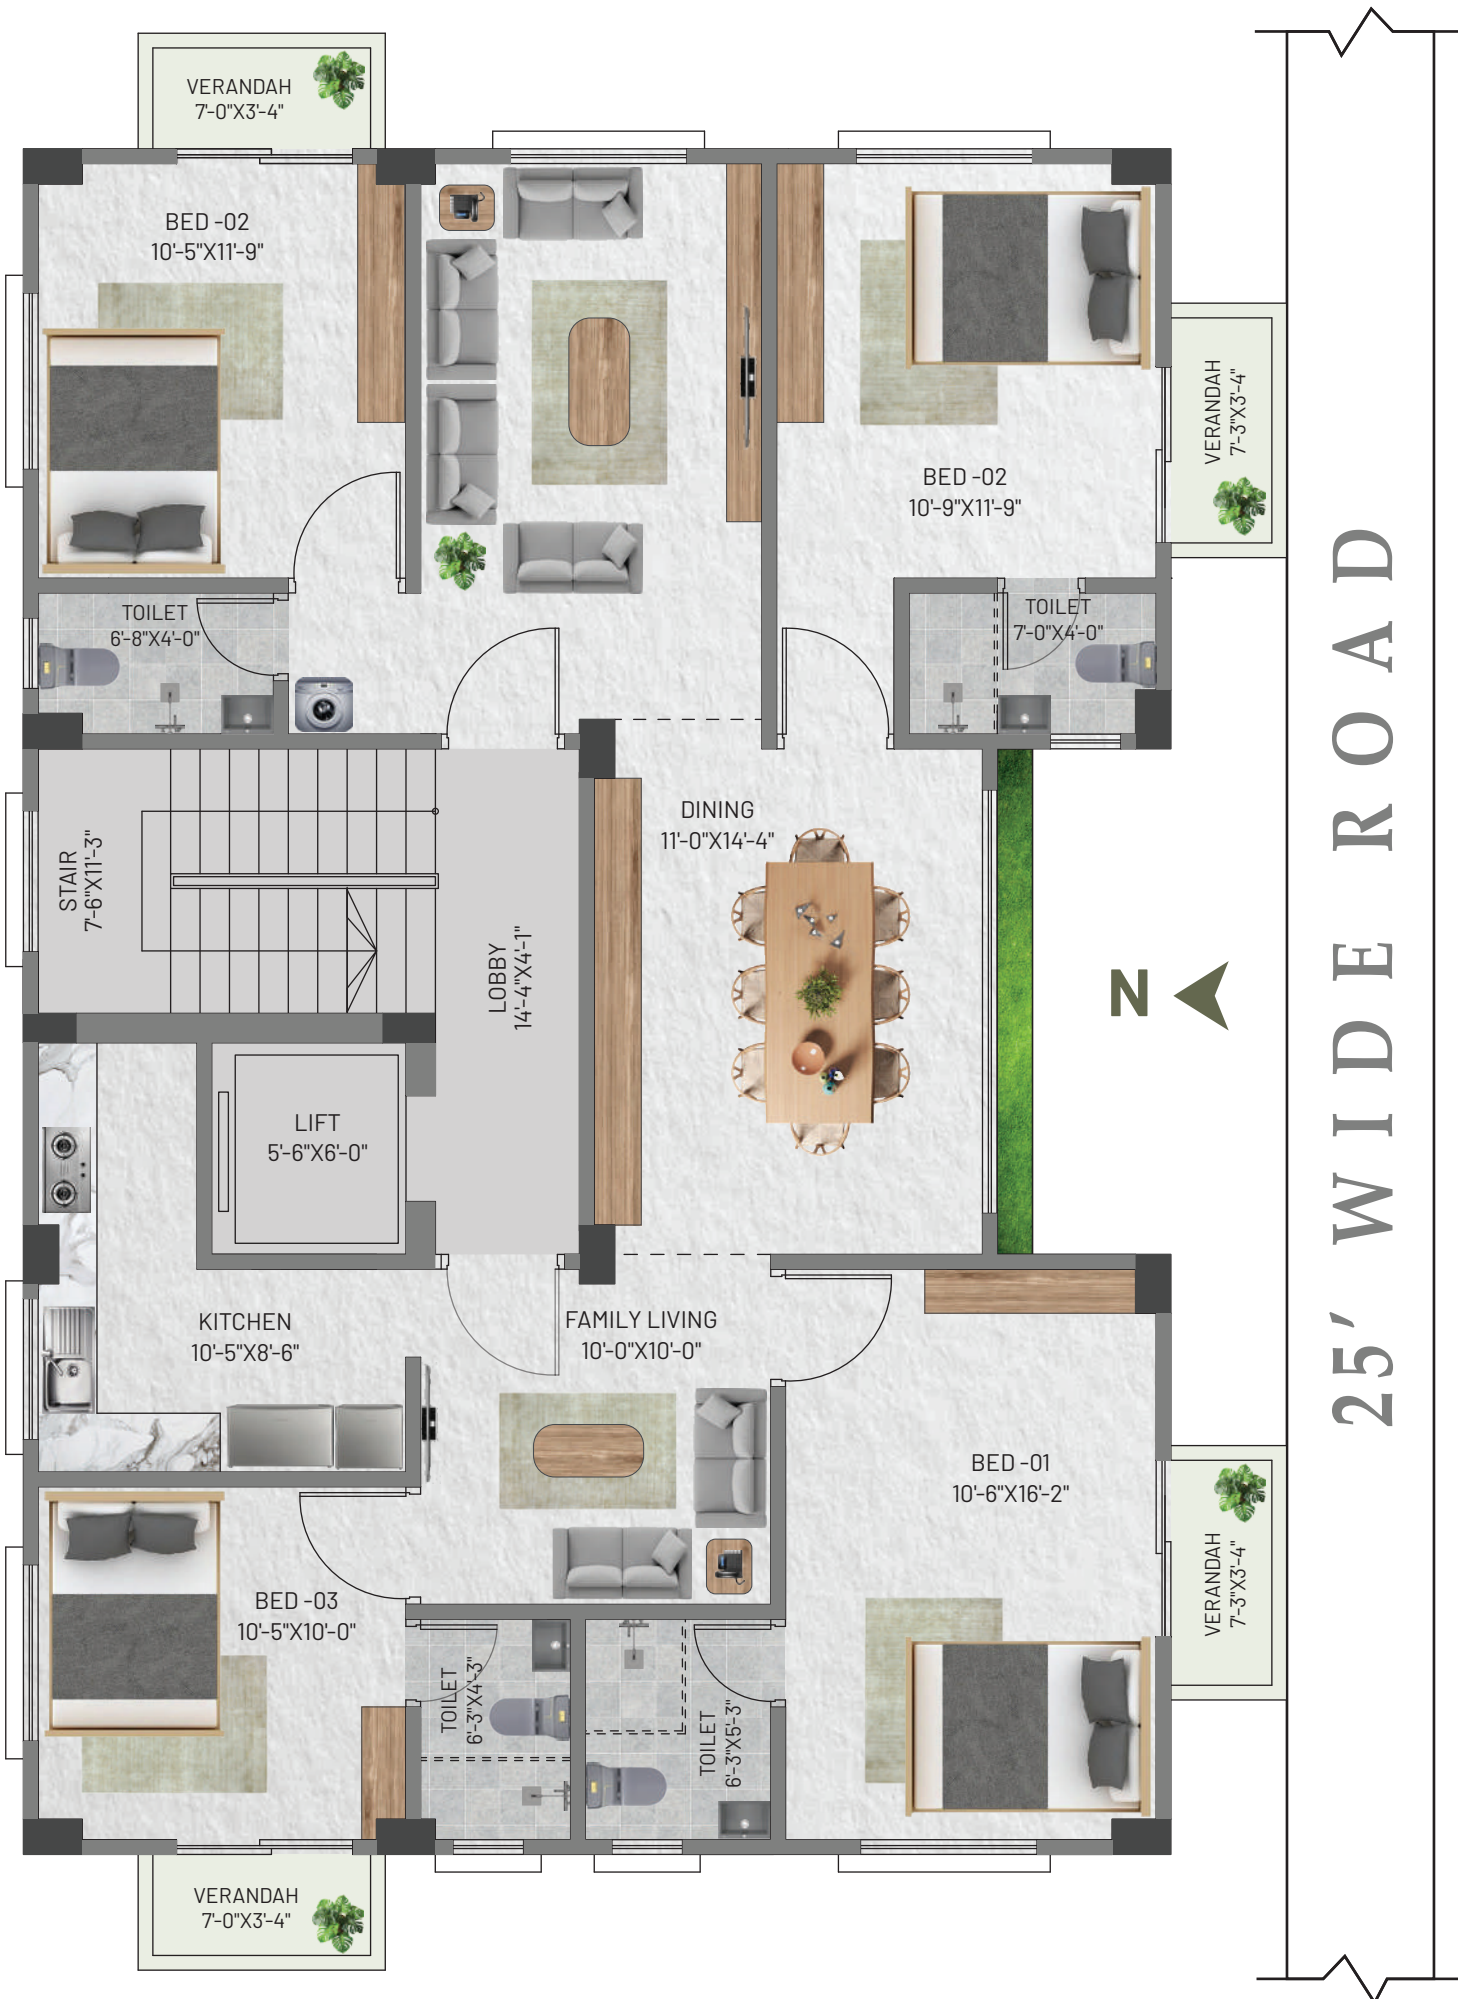 VERANDAH
7'-0"X3'-4"
BED -02
10'-5"X11'-9"
BED -02
10'-9"X11'-9"
VERANDAH
7'-3"X3'-4"
TOILET
6'-8"X4'-0"
TOILET
7'-0"X4'-0"
STAIR
7'-6"X11'-3"
LOBBY
14'-4"X4'-1"
DINING
11'-0"X14'-4"
N
25' WIDE ROAD
LIFT
5'-6"X6'-0"
KITCHEN
10'-5"X8'-6"
FAMILY LIVING
10'-0"X10'-0"
BED -01
10'-6"X16'-2"
VERANDAH
7'-3"X3'-4"
BED -03
10'-5"X10'-0"
TOILET
6'-3"X4'-3"
TOILET
6'-3"X5'-3"
VERANDAH
7'-0"X3'-4"